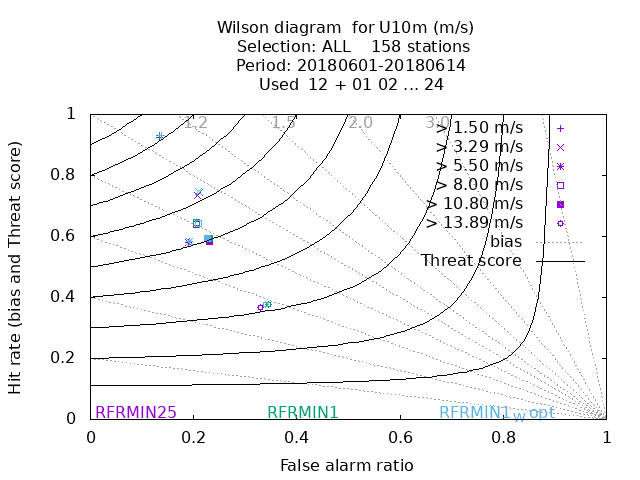 Wilson diagram for U10m (m/s)
Selection: ALL 158 stations
Period: 20180601-20180614
Used 12 + 01 02 ... 24
Hit rate (bias and Threat score)
1
0.8
0.6
0.4
0.2
0
1.2
1.5
2.0
3.0
> 1.50 m/s
> 3.29 m/s
> 5.50 m/s
> 8.00 m/s
> 10.80 m/s
> 13.89 m/s
bias
Threat score
RFRMIN25 RFRMIN1 RFRMIN1_W opt
0 0.2 0.4 0.6 0.8 1
False alarm ratio